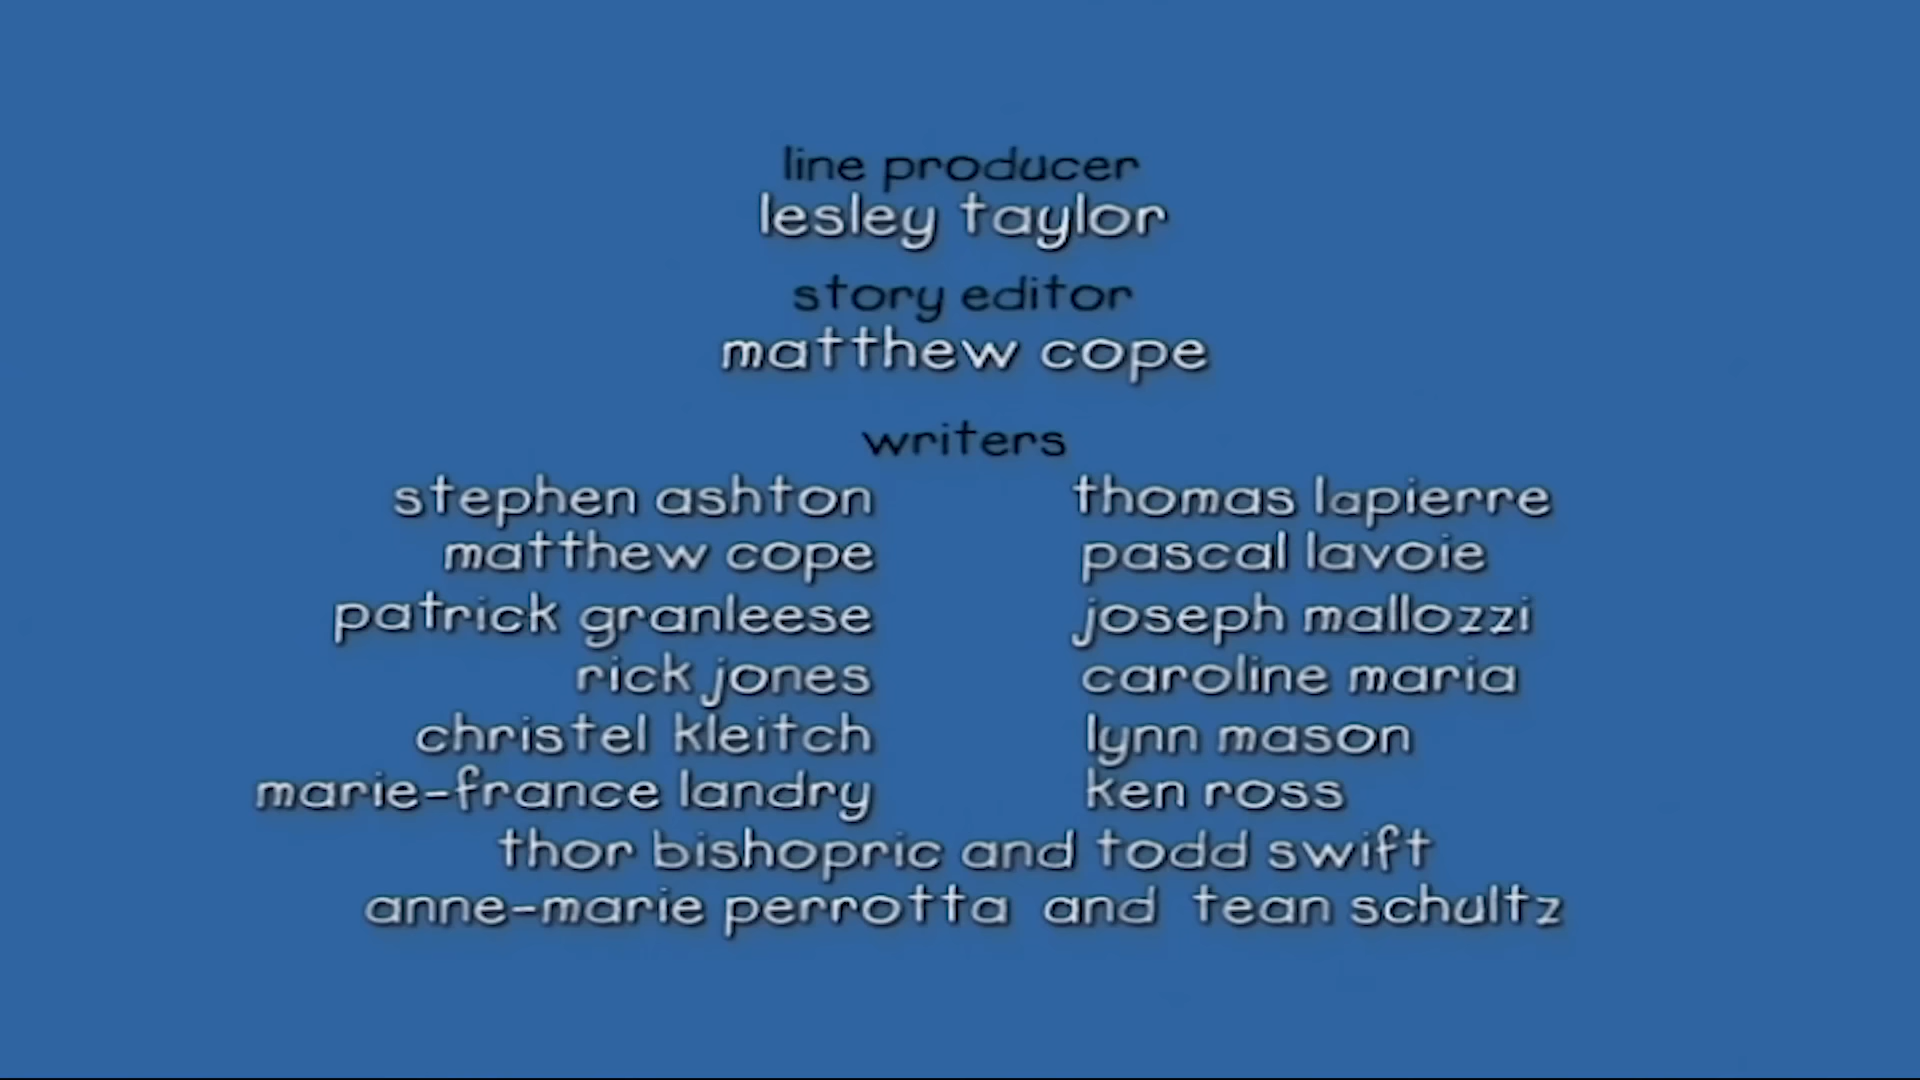 line producer
lesley taylor
story editor
matthew cope
writers
stephen ashton thomas lapierre
matthew cope pascal lavoie
patrick granleese joseph mallozzi
rick jones caroline maria
christel kleitch lynn mason
marie-france landry ken ross
thor bishopric and todd swift
anne-marie perrotta and tean schultz